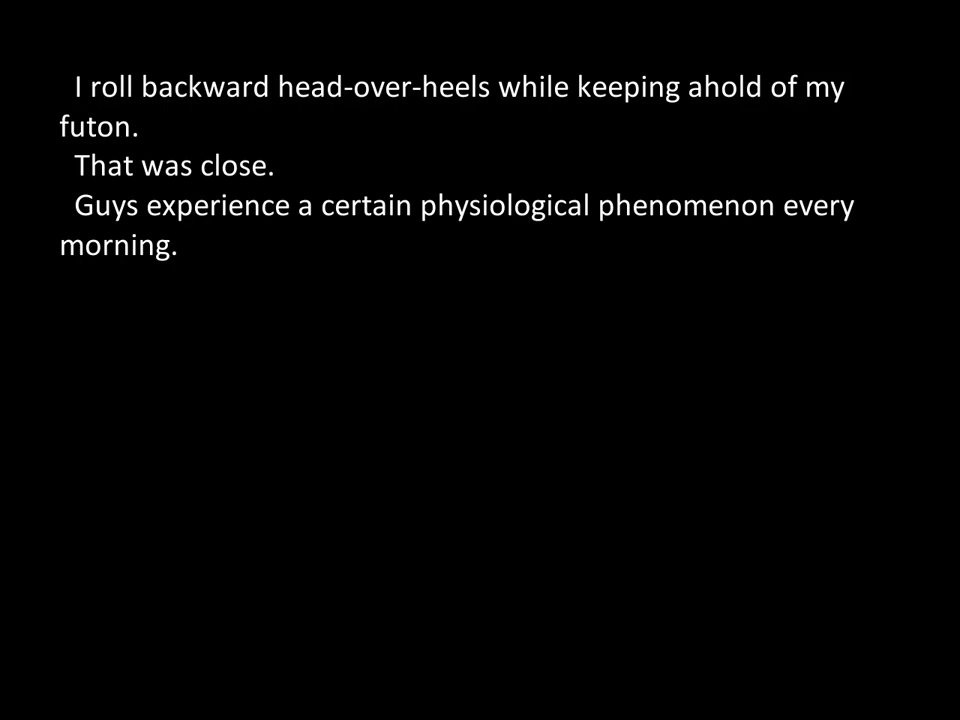 I roll backward head-over-heels while keeping ahold of my
futon.
That was close.
Guys experience a certain physiological phenomenon every
morning.